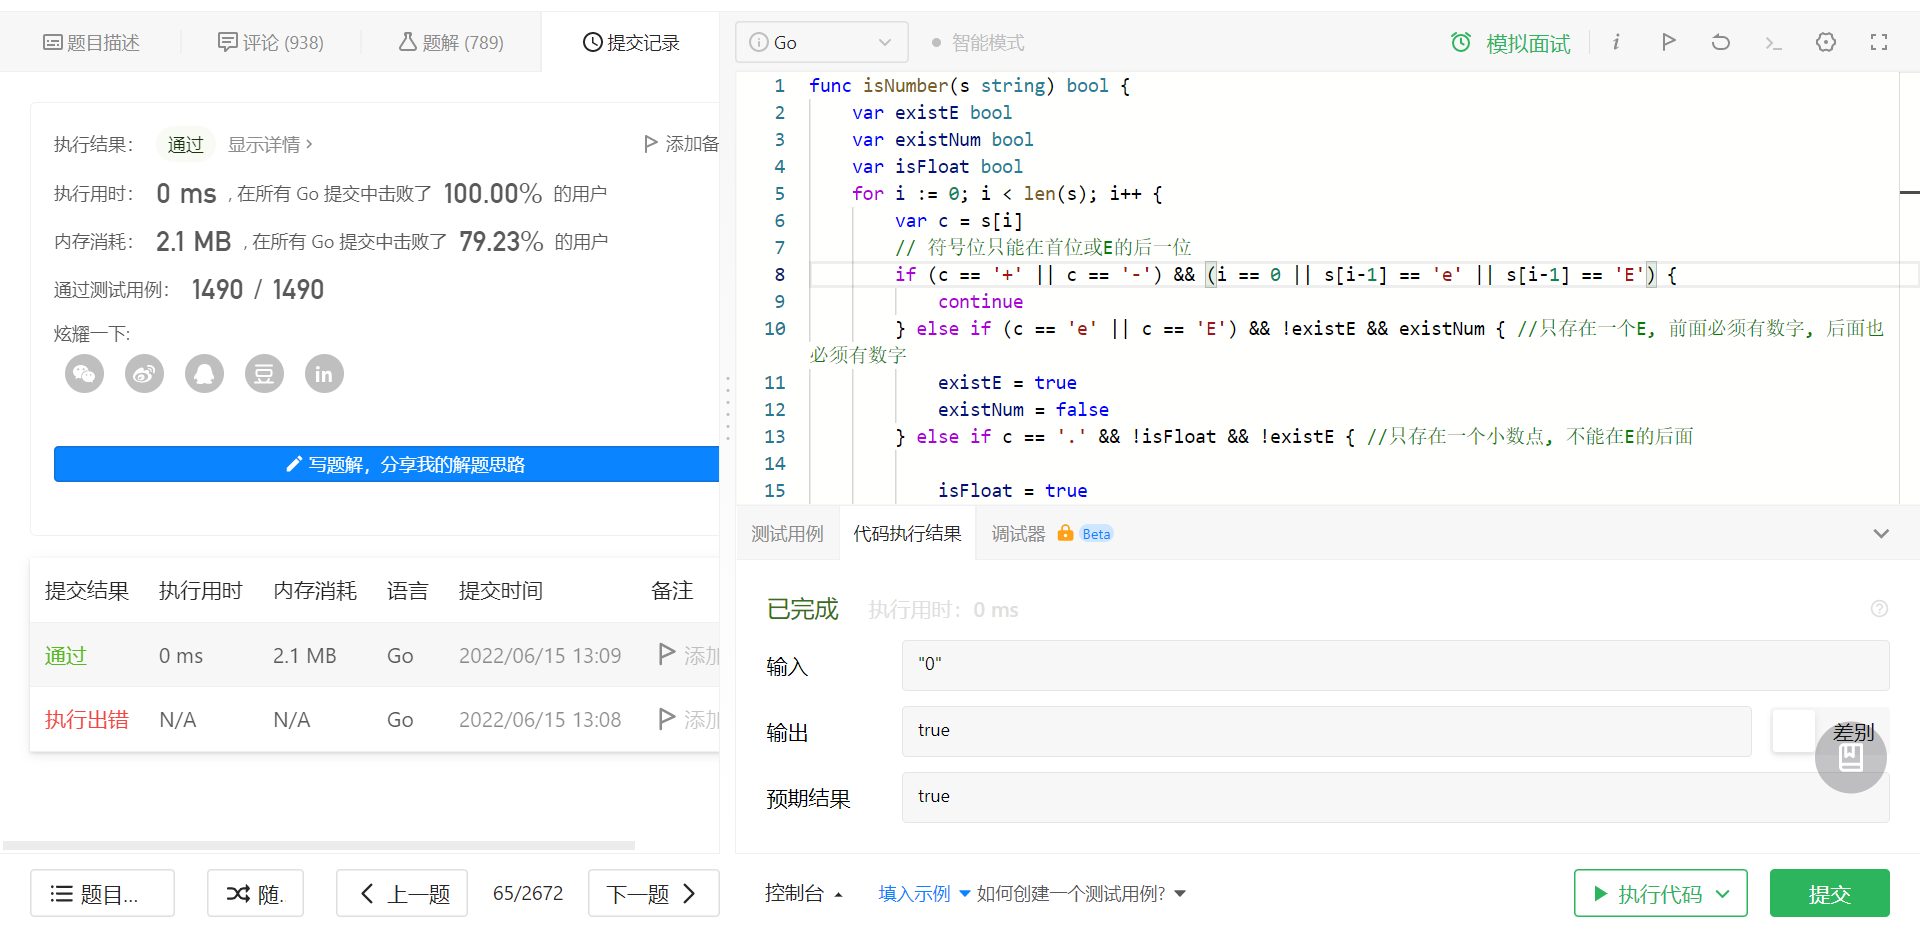 题目描述
评论 (938)
题解 (789)
提交记录
执行结果：
通过
显示详情 ›
添加备
执行用时：
0 ms
, 在所有 Go 提交中击败了
100.00%
的用户
内存消耗：
2.1 MB
, 在所有 Go 提交中击败了
79.23%
的用户
通过测试用例：
1490 / 1490
炫耀一下:
豆
in
写题解，分享我的解题思路
提交结果
执行用时
内存消耗
语言
提交时间
备注
通过
0 ms
2.1 MB
Go
2022/06/15 13:09
添加
执行出错
N/A
N/A
Go
2022/06/15 13:08
添加
题目...
随.
上一题
65/2672
下一题
Go
智能模式
模拟面试
1 func isNumber(s string) bool {
2 var existE bool
3 var existNum bool
4 var isFloat bool
5 for i := 0; i < len(s); i++ {
6 var c = s[i]
7 // 符号位只能在首位或E的后一位
8 if (c == '+' || c == '-') && (i == 0 || s[i-1] == 'e' || s[i-1] == 'E') {
9 continue
10 } else if (c == 'e' || c == 'E') && !existE && existNum { //只存在一个E, 前面必须有数字, 后面也
必须有数字
11 existE = true
12 existNum = false
13 } else if c == '.' && !isFloat && !existE { //只存在一个小数点, 不能在E的后面
14
15 isFloat = true
测试用例
代码执行结果
调试器
Beta
已完成
执行用时：0 ms
输入
"0"
输出
true
差别
预期结果
true
控制台
填入示例
如何创建一个测试用例?
执行代码
提交